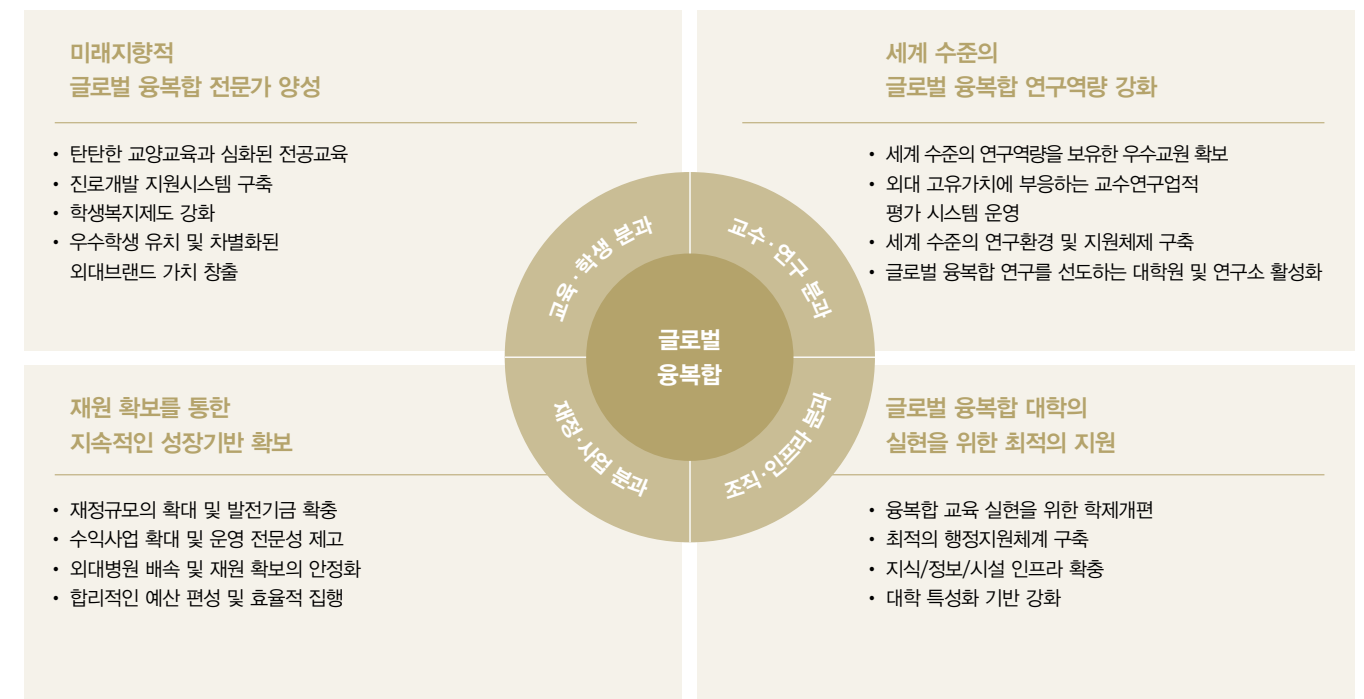 미래지향적
글로벌 융복합 전문가 양성
• 탄탄한 교양교육과 심화된 전공교육
• 진로개발 지원시스템 구축
• 학생복지제도 강화
• 우수학생 유치 및 차별화된
외대브랜드 가치 창출
세계 수준의
글로벌 융복합 연구역량 강화
• 세계 수준의 연구역량을 보유한 우수교원 확보
• 외대 고유가치에 부응하는 교수연구업적
평가 시스템 운영
• 세계 수준의 연구환경 및 지원체제 구축
• 글로벌 융복합 연구를 선도하는 대학원 및 연구소 활성화
교육·학생 분과
교수·연구 분과
글로벌
융복합
재정·사업 분과
조직·인프라 분과
재원 확보를 통한
지속적인 성장기반 확보
• 재정규모의 확대 및 발전기금 확충
• 수익사업 확대 및 운영 전문성 제고
• 외대병원 배속 및 재원 확보의 안정화
• 합리적인 예산 편성 및 효율적 집행
글로벌 융복합 대학의
실현을 위한 최적의 지원
• 융복합 교육 실현을 위한 학제개편
• 최적의 행정지원체계 구축
• 지식/정보/시설 인프라 확충
• 대학 특성화 기반 강화